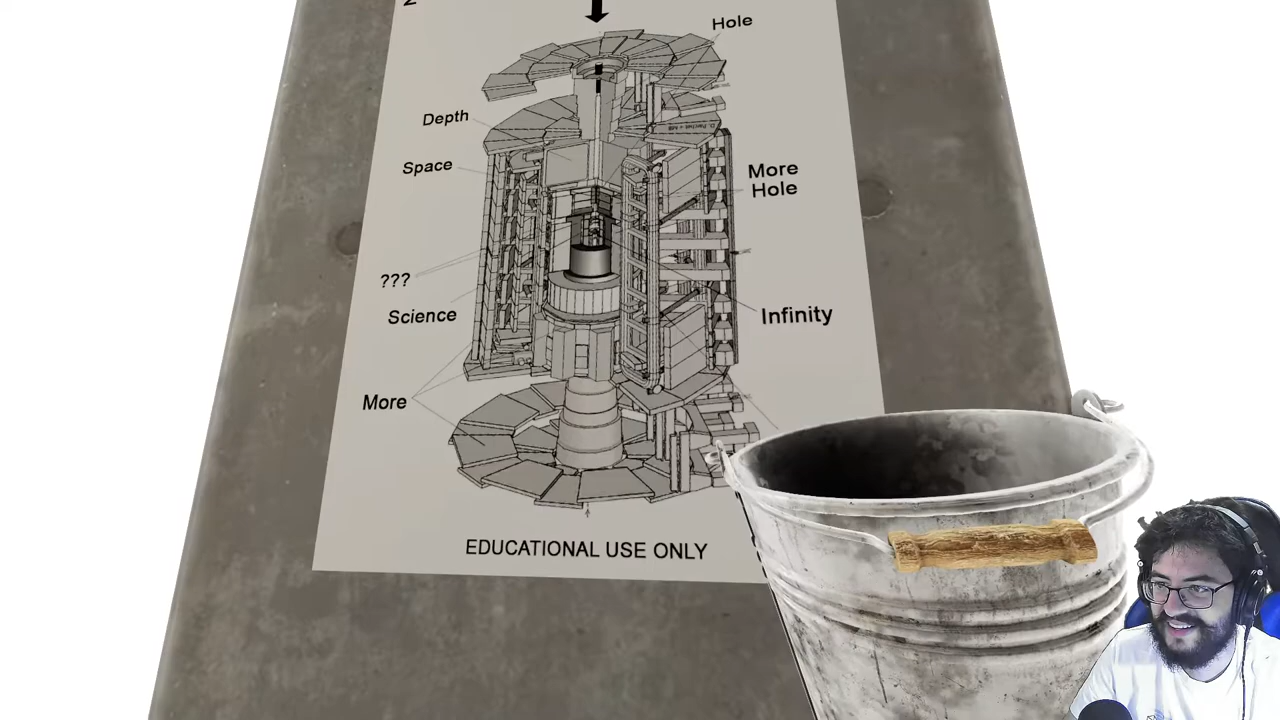 Hole
Depth
Space
More
Hole
???
Science
Infinity
More
EDUCATIONAL USE ONLY